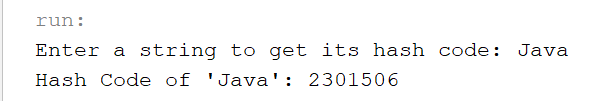 run:
Enter a string to get its hash code: Java
Hash Code of 'Java': 2301506